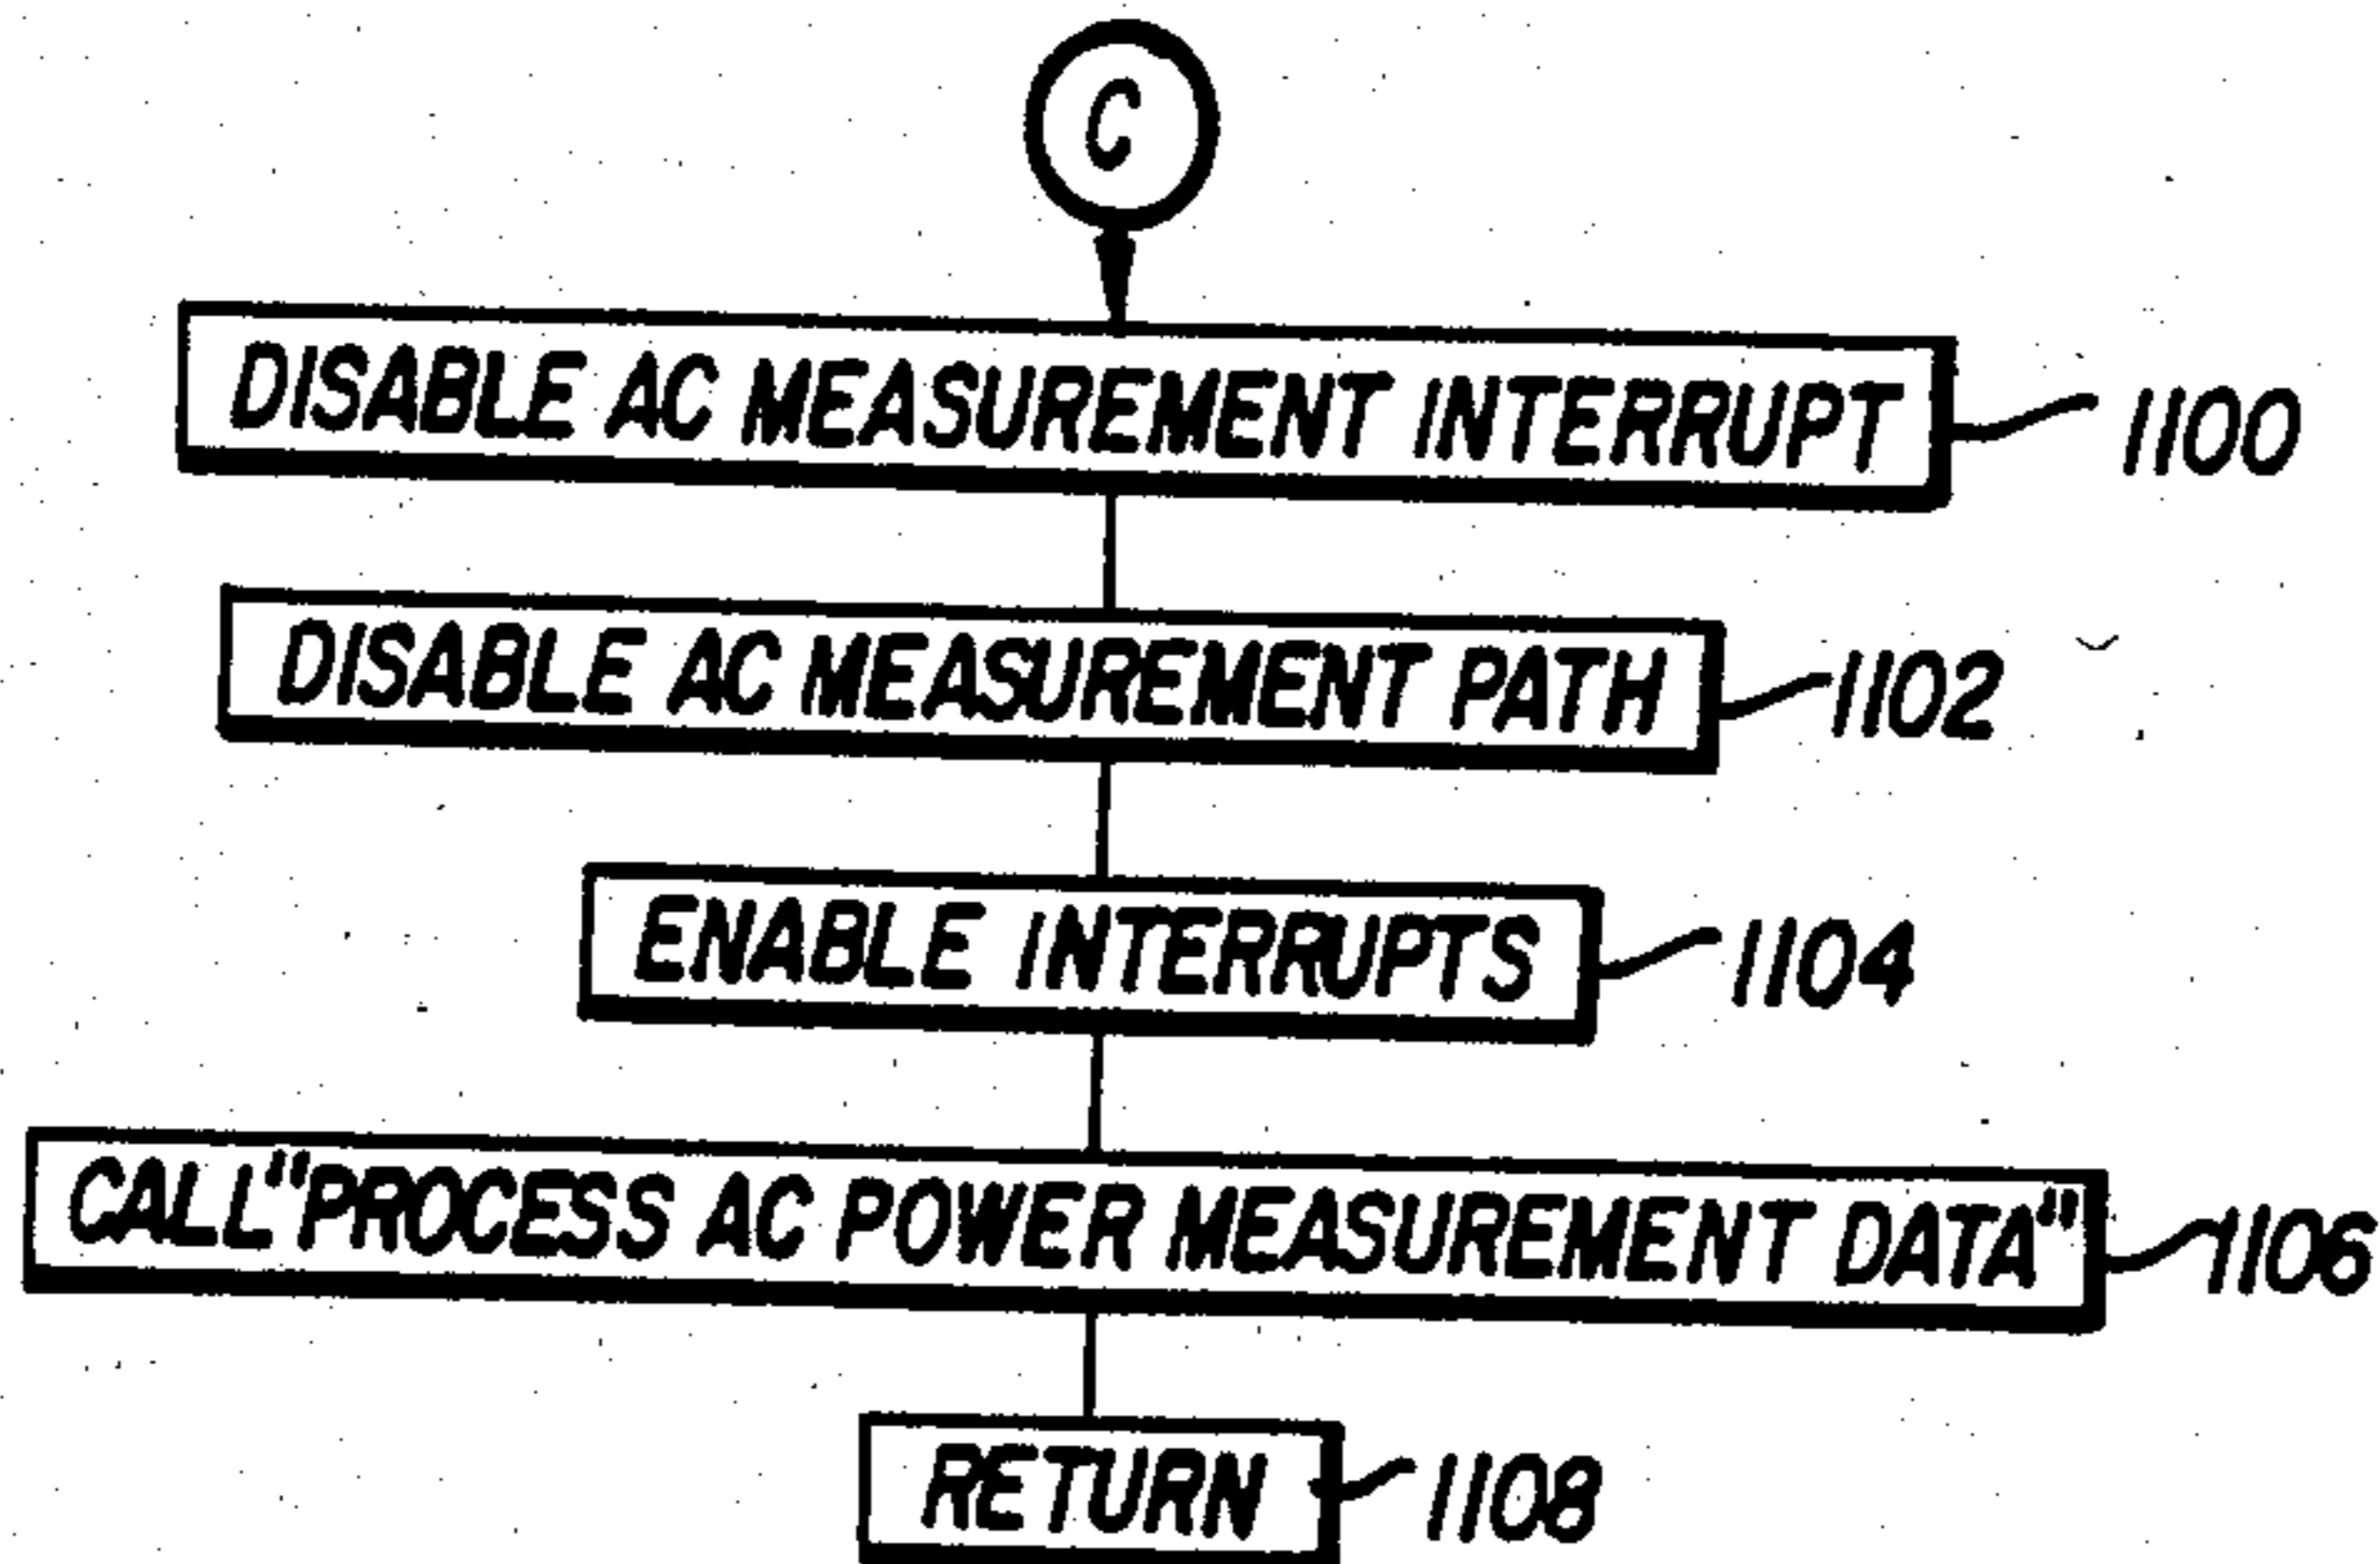 C
DISABLE AC MEASUREMENT INTERRUPT 1100
DISABLE AC MEASUREMENT PATH 1102
ENABLE INTERRUPTS 1104
CALL "PROCESS AC POWER MEASUREMENT DATA" 1106
RETURN 1108